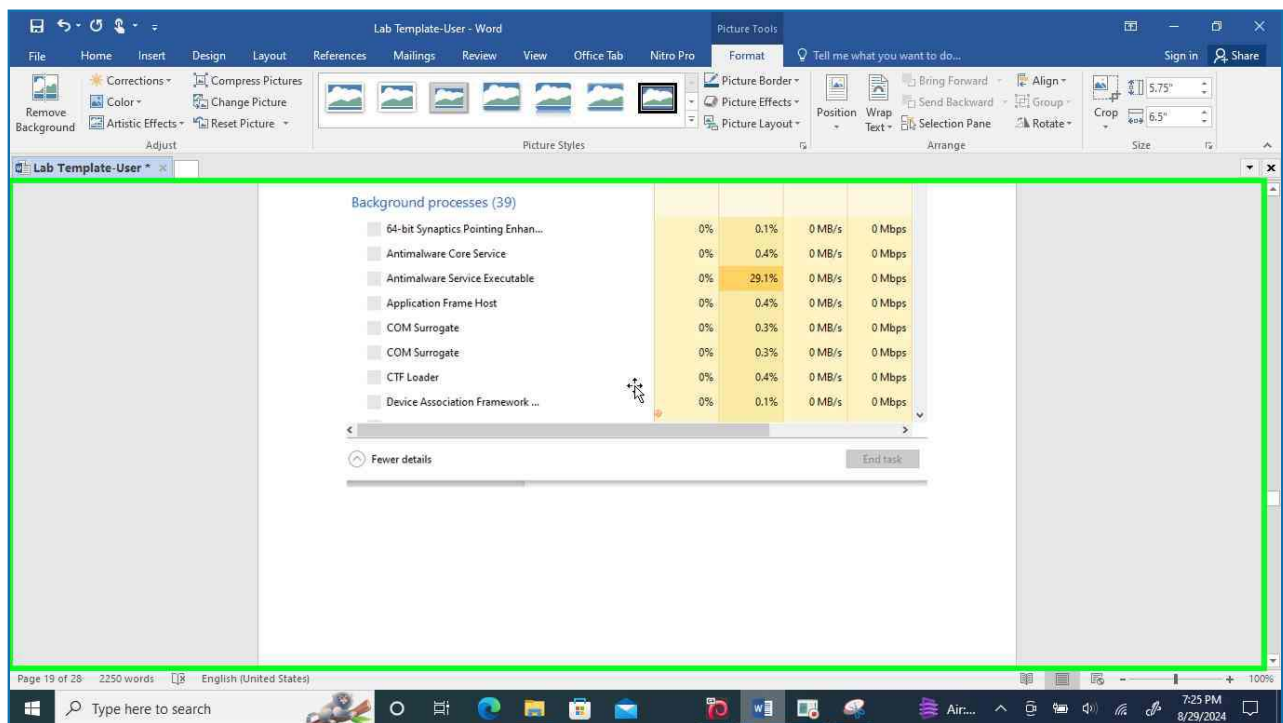 Lab Template-User - Word
Picture Tools
File Home Insert Design Layout References Mailings Review View Office Tab Nitro Pro Format Tell me what you want to do... Sign in Share
Remove Background
Corrections
Color
Artistic Effects
Compress Pictures
Change Picture
Reset Picture
Adjust
Picture Styles
Picture Border
Picture Effects
Picture Layout
Position
Wrap Text
Bring Forward
Send Backward
Selection Pane
Align
Group
Rotate
Arrange
Crop
5.75"
6.5"
Size
Lab Template-User *
Background processes (39)
64-bit Synaptics Pointing Enhan... 0% 0.1% 0 MB/s 0 Mbps
Antimalware Core Service 0% 0.4% 0 MB/s 0 Mbps
Antimalware Service Executable 0% 29.1% 0 MB/s 0 Mbps
Application Frame Host 0% 0.4% 0 MB/s 0 Mbps
COM Surrogate 0% 0.3% 0 MB/s 0 Mbps
COM Surrogate 0% 0.3% 0 MB/s 0 Mbps
CTF Loader 0% 0.4% 0 MB/s 0 Mbps
Device Association Framework ... 0% 0.1% 0 MB/s 0 Mbps
Fewer details End task
Page 19 of 28 2250 words English (United States) 100%
Type here to search Air:... 7:25 PM
8/29/2024